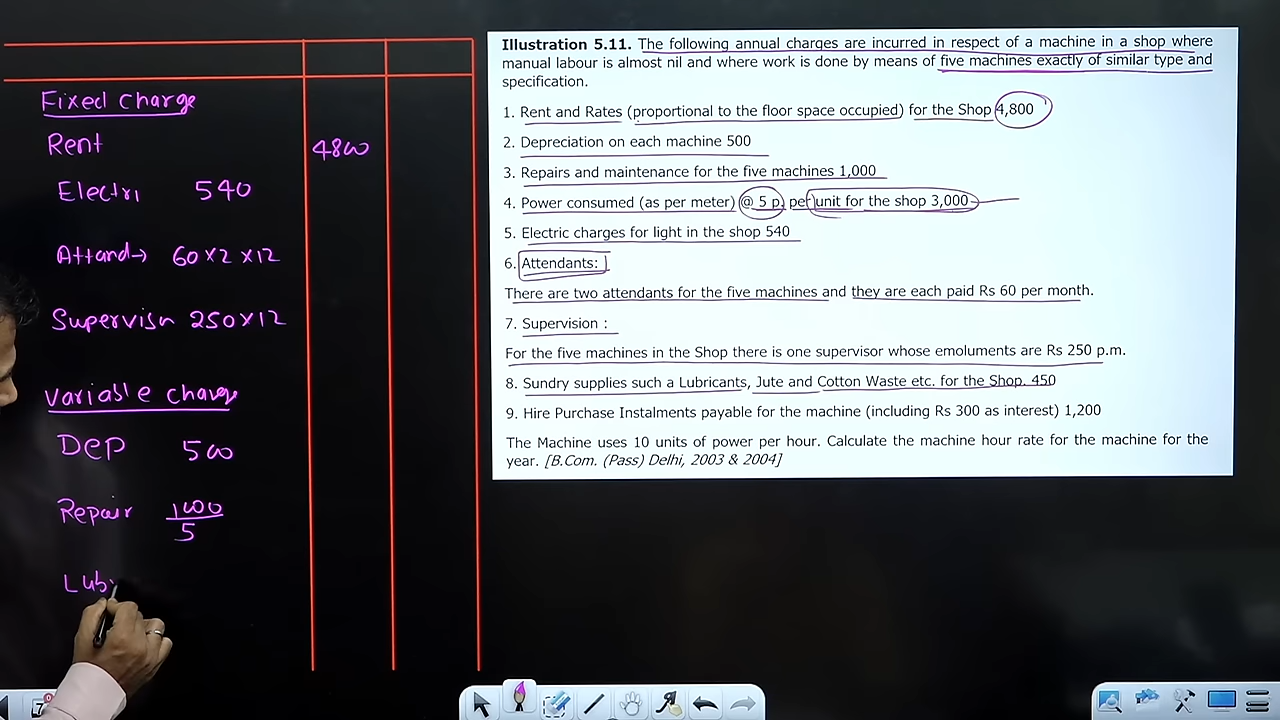 Fixed Charge
Rent 4800
Electri 540
Attand→ 60×2×12
Supervisn 250×12
Variable charge
Dep 500
Repair 1000
5
Lub
Illustration 5.11. The following annual charges are incurred in respect of a machine in a shop where
manual labour is almost nil and where work is done by means of five machines exactly of similar type and
specification.
1. Rent and Rates (proportional to the floor space occupied) for the Shop 4,800
2. Depreciation on each machine 500
3. Repairs and maintenance for the five machines 1,000
4. Power consumed (as per meter) @ 5 p. per unit for the shop 3,000
5. Electric charges for light in the shop 540
6. Attendants:
There are two attendants for the five machines and they are each paid Rs 60 per month.
7. Supervision :
For the five machines in the Shop there is one supervisor whose emoluments are Rs 250 p.m.
8. Sundry supplies such a Lubricants, Jute and Cotton Waste etc. for the Shop. 450
9. Hire Purchase Instalments payable for the machine (including Rs 300 as interest) 1,200
The Machine uses 10 units of power per hour. Calculate the machine hour rate for the machine for the
year. [B.Com. (Pass) Delhi, 2003 & 2004]